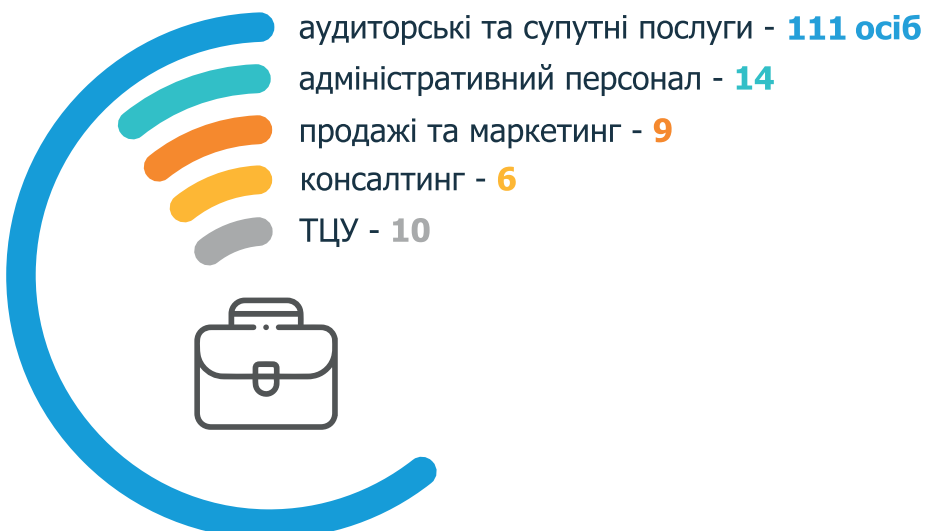 аудиторські та супутні послуги - 111 осіб
адміністративний персонал - 14
продажі та маркетинг - 9
консалтинг - 6
ТЦУ - 10